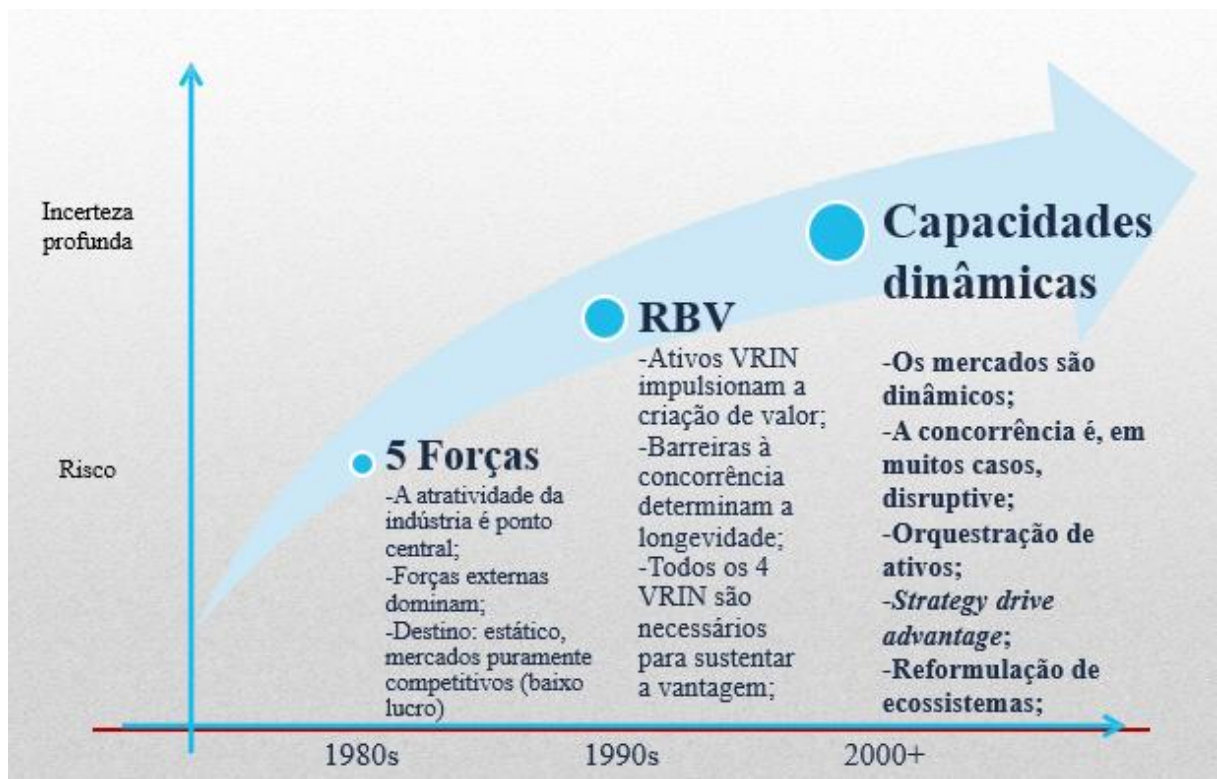 Incerteza
profunda
Risco
5 Forças
-A atratividade da
indústria é ponto
central;
-Forças externas
dominam;
-Destino: estático,
mercados puramente
competitivos (baixo
lucro)
RBV
-Ativos VRIN
impulsionam a
criação de valor;
-Barreiras à
concorrência
determinam a
longevidade;
-Todos os 4
VRIN são
necessários
para sustentar
a vantagem;
Capacidades
dinâmicas
-Os mercados são
dinâmicos;
-A concorrência é, em
muitos casos,
disruptive;
-Orquestração de
ativos;
-Strategy drive
advantage;
-Reformulação de
ecossistemas;
1980s
1990s
2000+